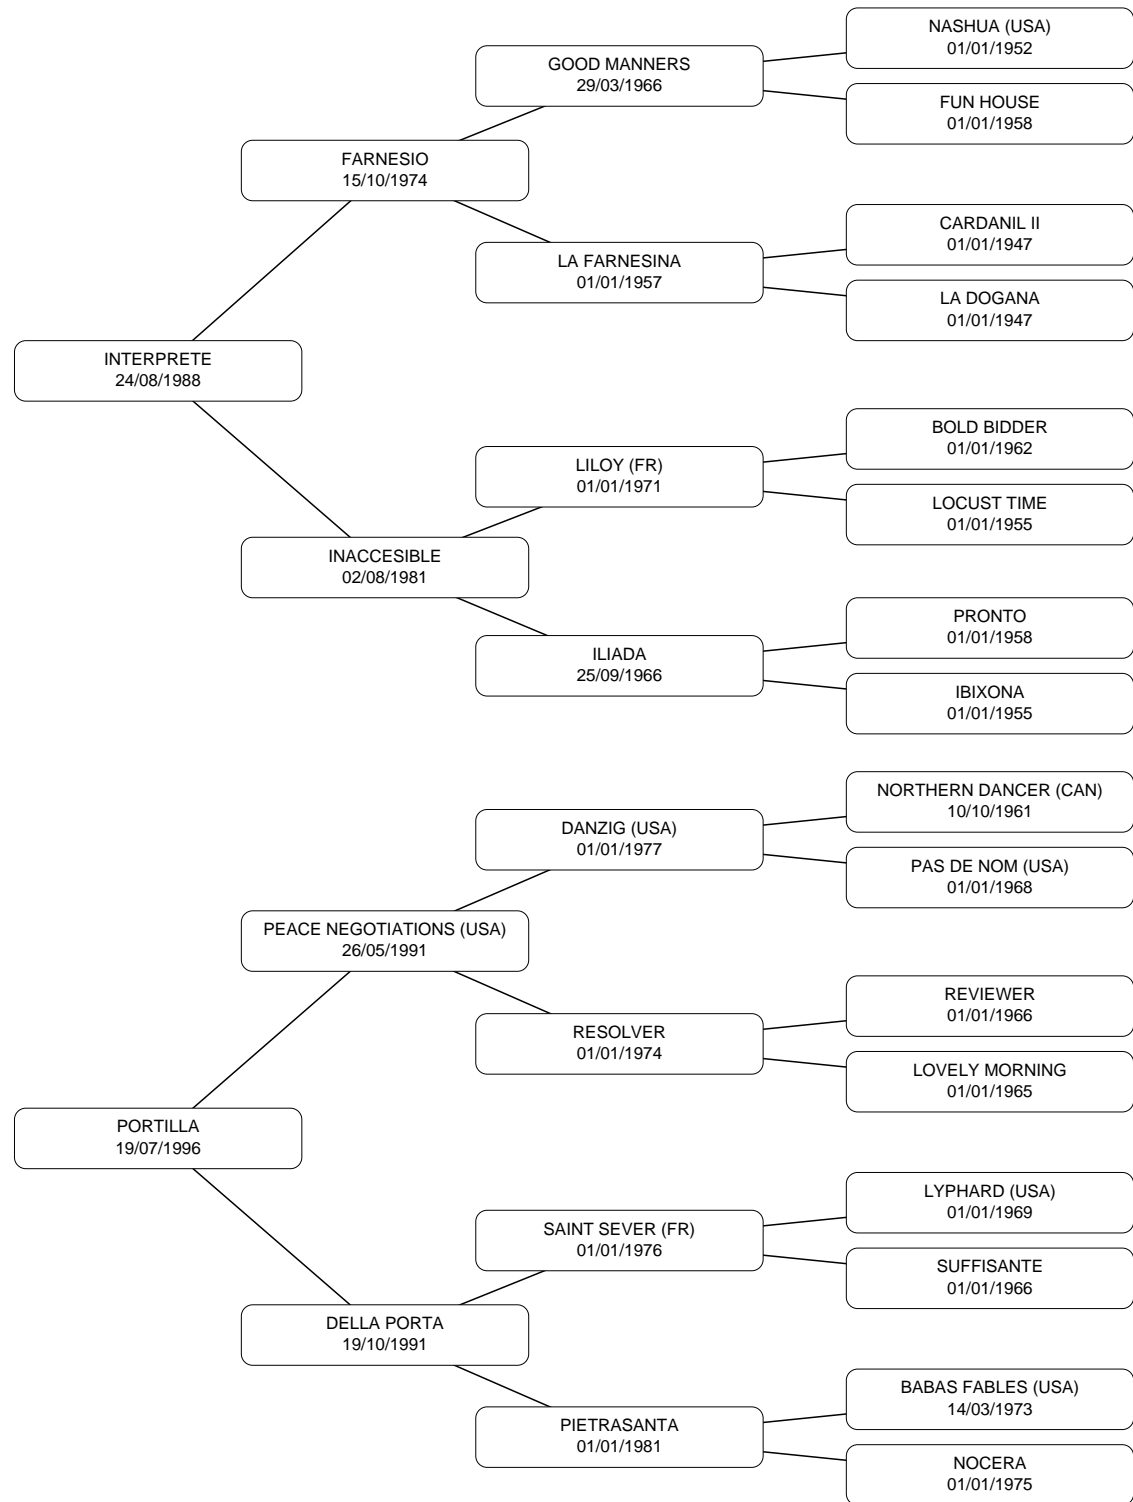 NASHUA (USA)
01/01/1952
GOOD MANNERS
29/03/1966
FUN HOUSE
01/01/1958
FARNESIO
15/10/1974
CARDANIL II
01/01/1947
LA FARNESINA
01/01/1957
LA DOGANA
01/01/1947
INTERPRETE
24/08/1988
BOLD BIDDER
01/01/1962
LILOY (FR)
01/01/1971
LOCUST TIME
01/01/1955
INACCESIBLE
02/08/1981
PRONTO
01/01/1958
ILIADA
25/09/1966
IBIXONA
01/01/1955
NORTHERN DANCER (CAN)
10/10/1961
DANZIG (USA)
01/01/1977
PAS DE NOM (USA)
01/01/1968
PEACE NEGOTIATIONS (USA)
26/05/1991
REVIEWER
01/01/1966
RESOLVER
01/01/1974
LOVELY MORNING
01/01/1965
PORTILLA
19/07/1996
LYPHARD (USA)
01/01/1969
SAINT SEVER (FR)
01/01/1976
SUFFISANTE
01/01/1966
DELLA PORTA
19/10/1991
BABAS FABLES (USA)
14/03/1973
PIETRASANTA
01/01/1981
NOCERA
01/01/1975